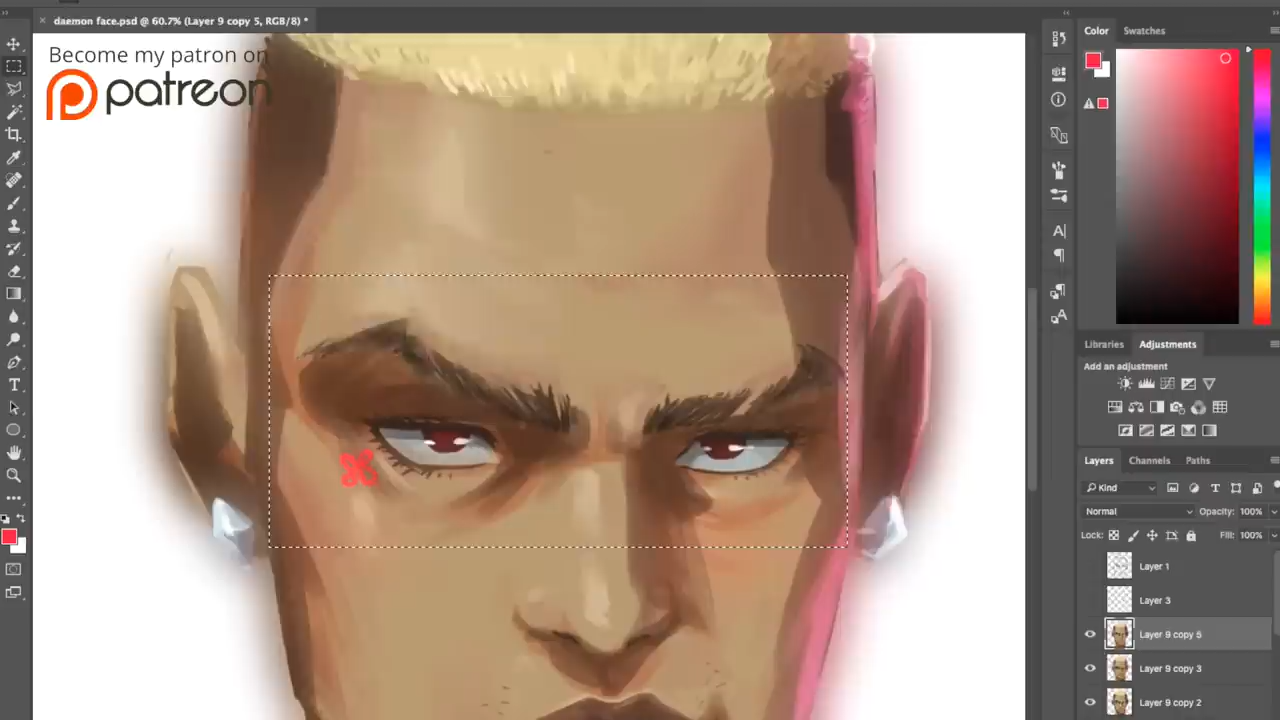 daemon face.psd @ 60.7% (Layer 9 copy 5, RGB/8) *
Become my patron on
patreon
Color
Swatches
Libraries
Adjustments
Add an adjustment
Layers
Channels
Paths
Kind
Normal
Opacity: 100%
Lock:
Fill: 100%
Layer 1
Layer 3
Layer 9 copy 5
Layer 9 copy 3
Layer 9 copy 2